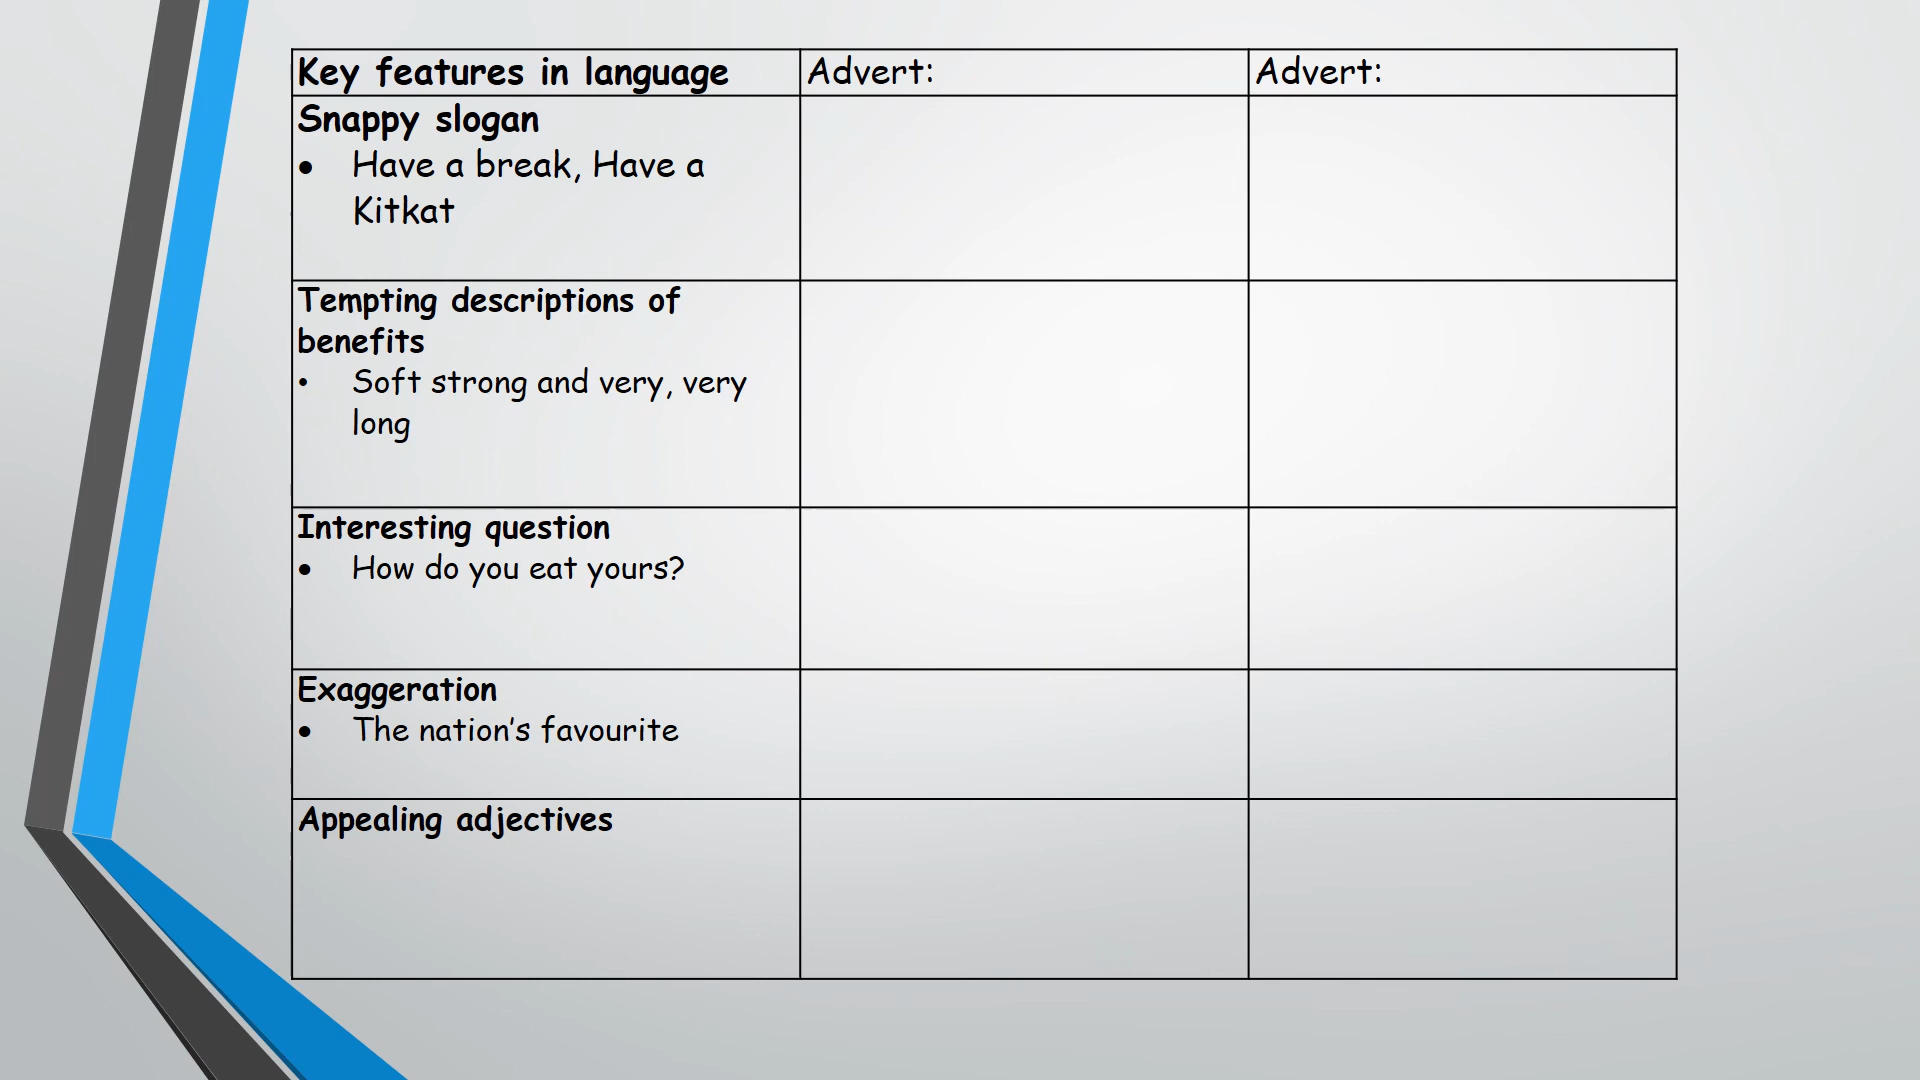 Key features in language
Advert:
Advert:
Snappy slogan
• Have a break, Have a
Kitkat
Tempting descriptions of
benefits
• Soft strong and very, very
long
Interesting question
• How do you eat yours?
Exaggeration
• The nation’s favourite
Appealing adjectives